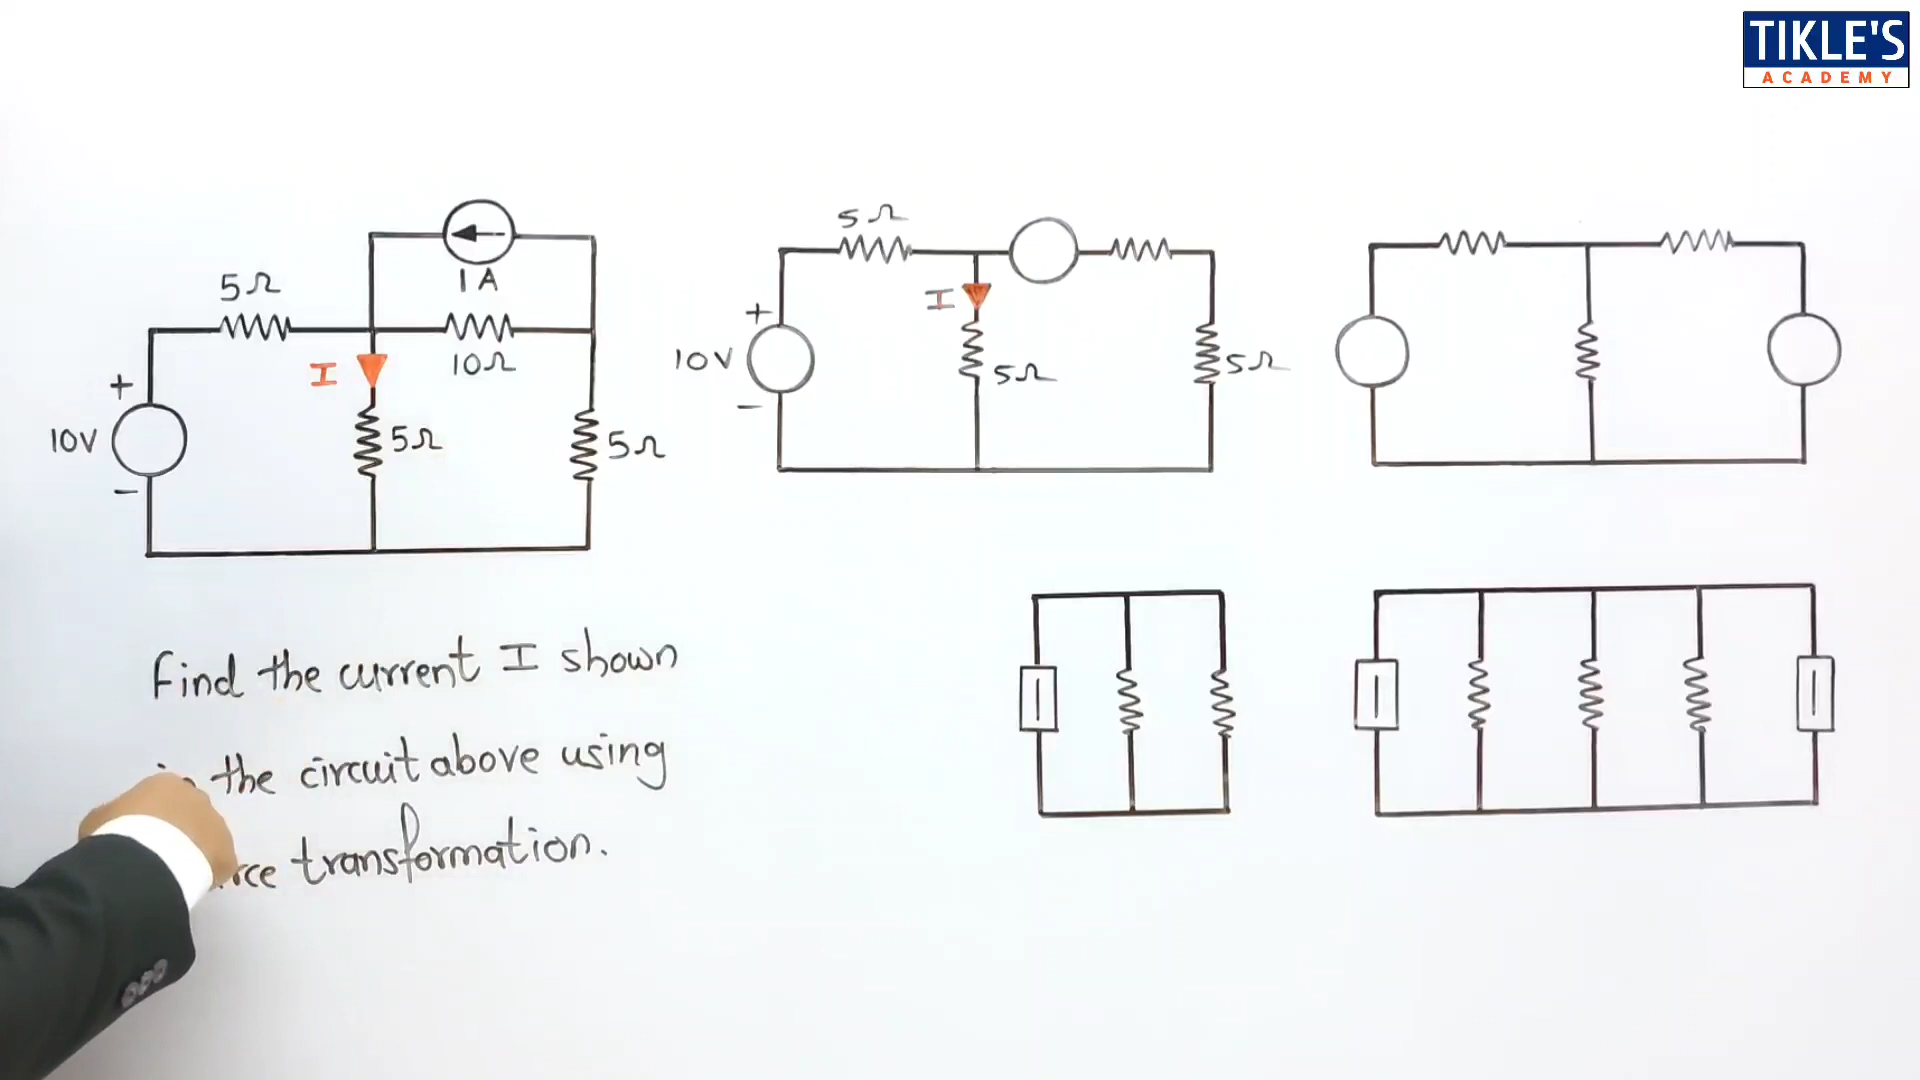 TIKLE'S
ACADEMY
5Ω
1 A
10Ω
I
+
10V
-
5Ω
5Ω
5Ω
I
+
10V
-
5Ω
5Ω
Find the current I shown
the circuit above using
transformation.